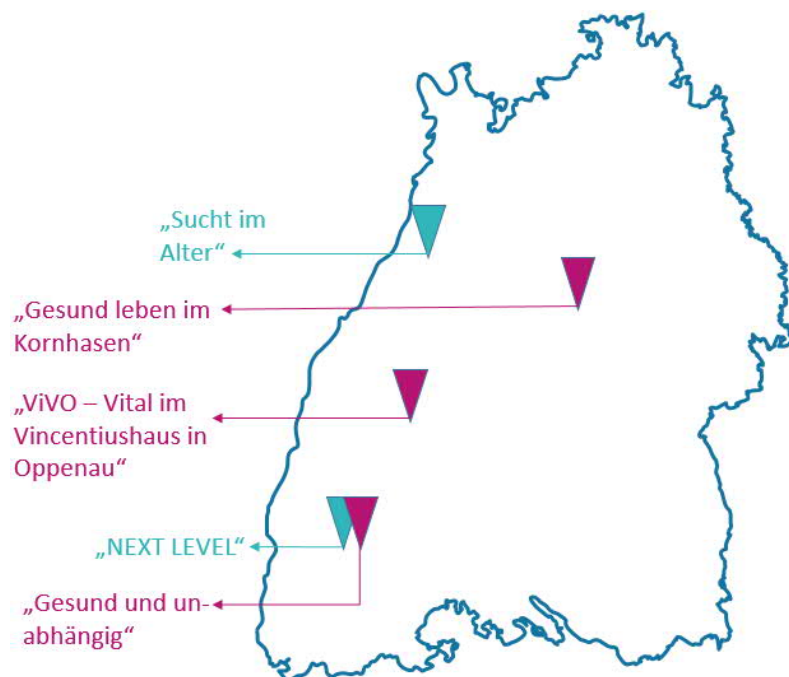 „Sucht im
Alter“
„Gesund leben im
Kornhasen“
„ViVO – Vital im
Vincentiushaus in
Oppenau“
„NEXT LEVEL“
„Gesund und un-
abhängig“